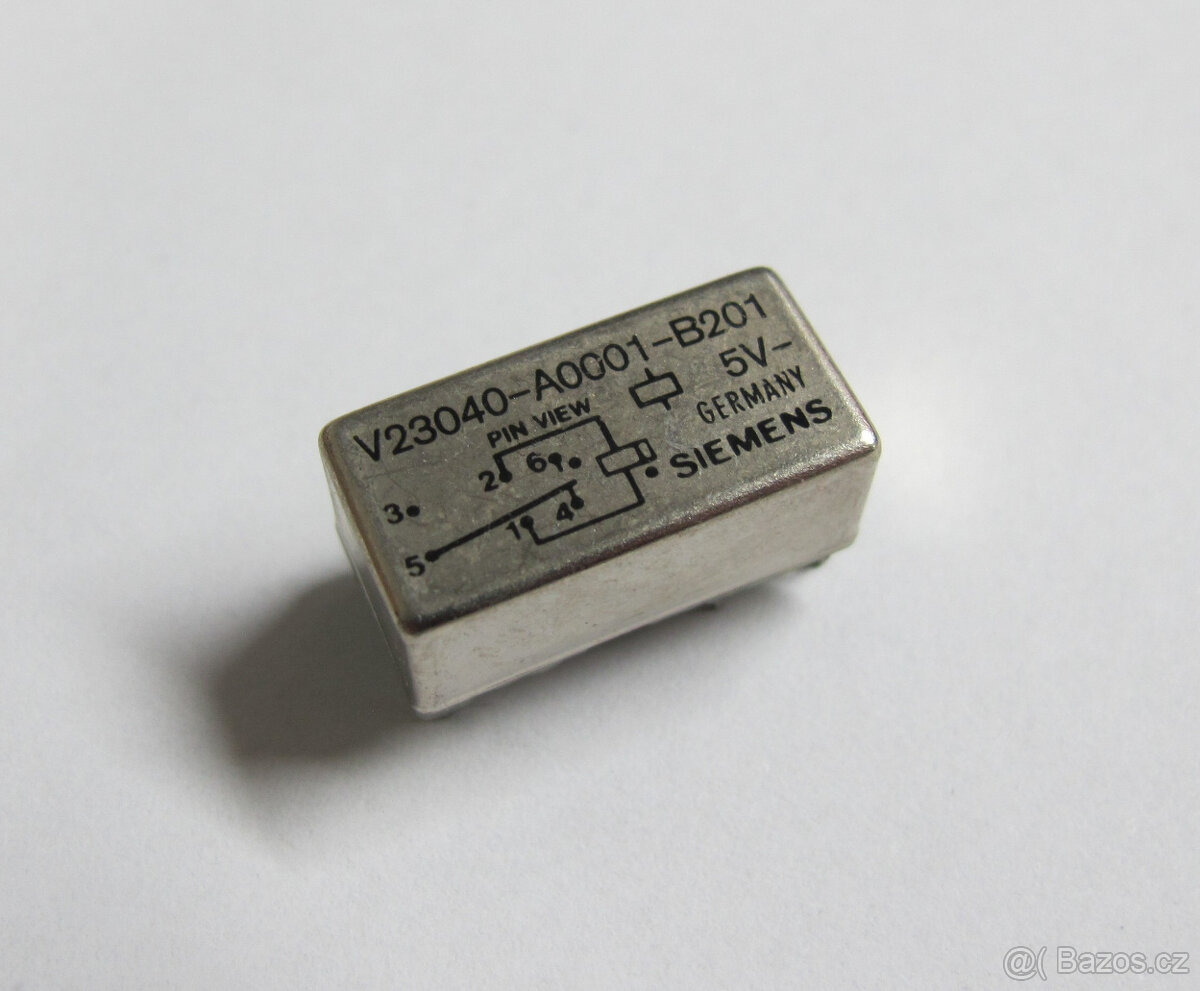 V23040-A0001-B201
PIN VIEW
5V-
GERMANY
SIEMENS
2
6
3
1
4
5
@( Bazos.cz